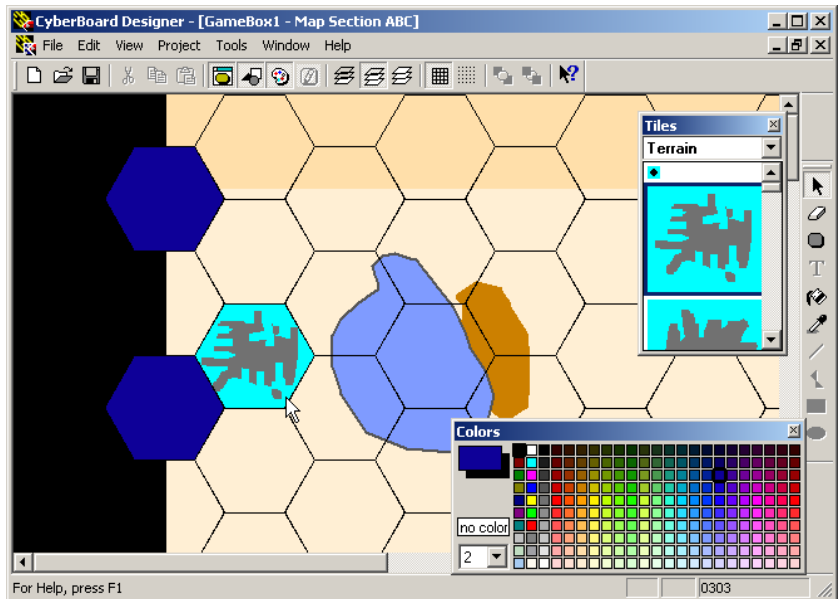 CyberBoard Designer - [GameBox1 - Map Section ABC]
File Edit View Project Tools Window Help
Tiles
Terrain
T
Colors
no color
2
For Help, press F1
0303